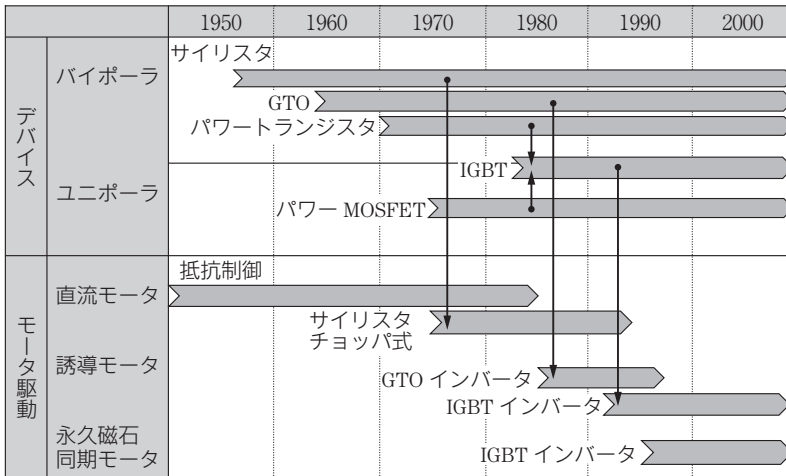 1950 1960 1970 1980 1990 2000
デバイス
バイポーラ
サイリスタ
GTO
パワートランジスタ
IGBT
ユニポーラ
パワー MOSFET
モータ駆動
直流モータ
抵抗制御
サイリスタ
チョッパ式
誘導モータ
GTO インバータ
IGBT インバータ
永久磁石
同期モータ
IGBT インバータ